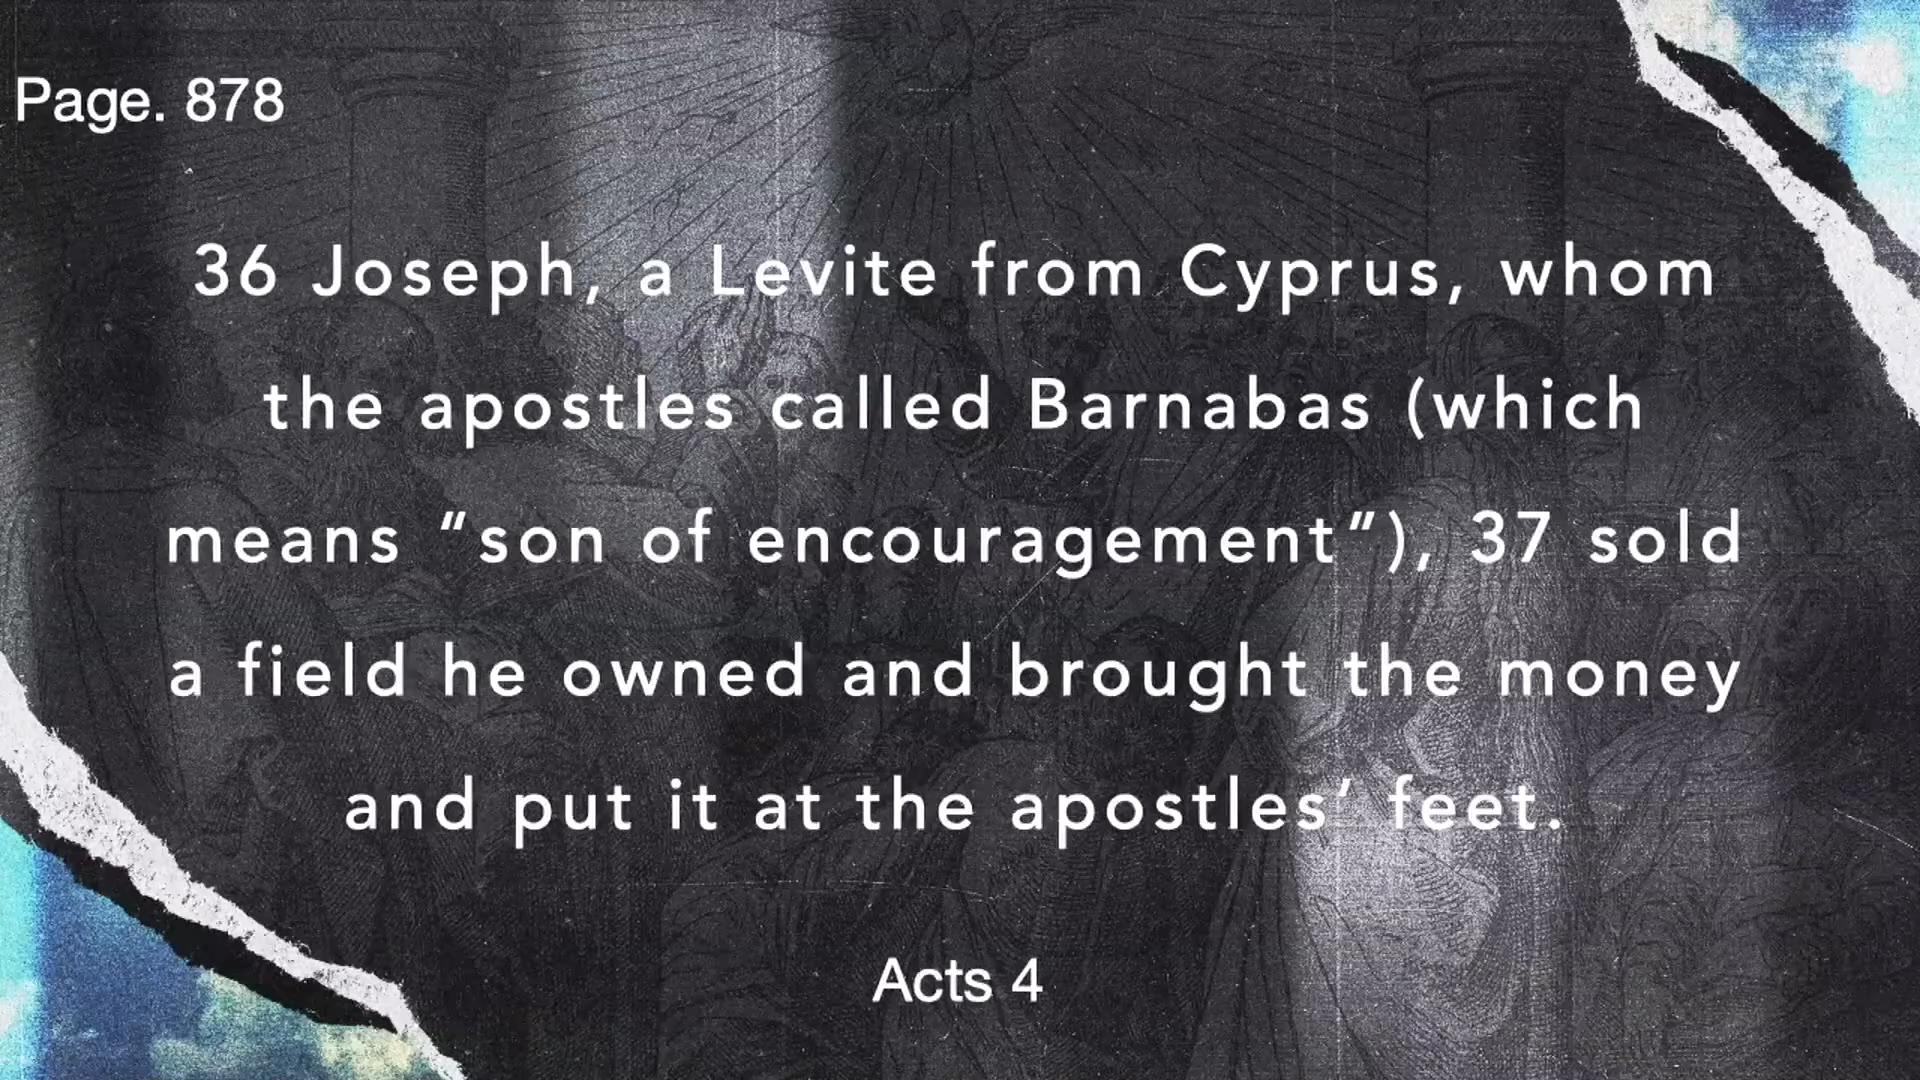 Page. 878
36 Joseph, a Levite from Cyprus, whom
the apostles called Barnabas (which
means “son of encouragement”), 37 sold
a field he owned and brought the money
and put it at the apostles’ feet.
Acts 4